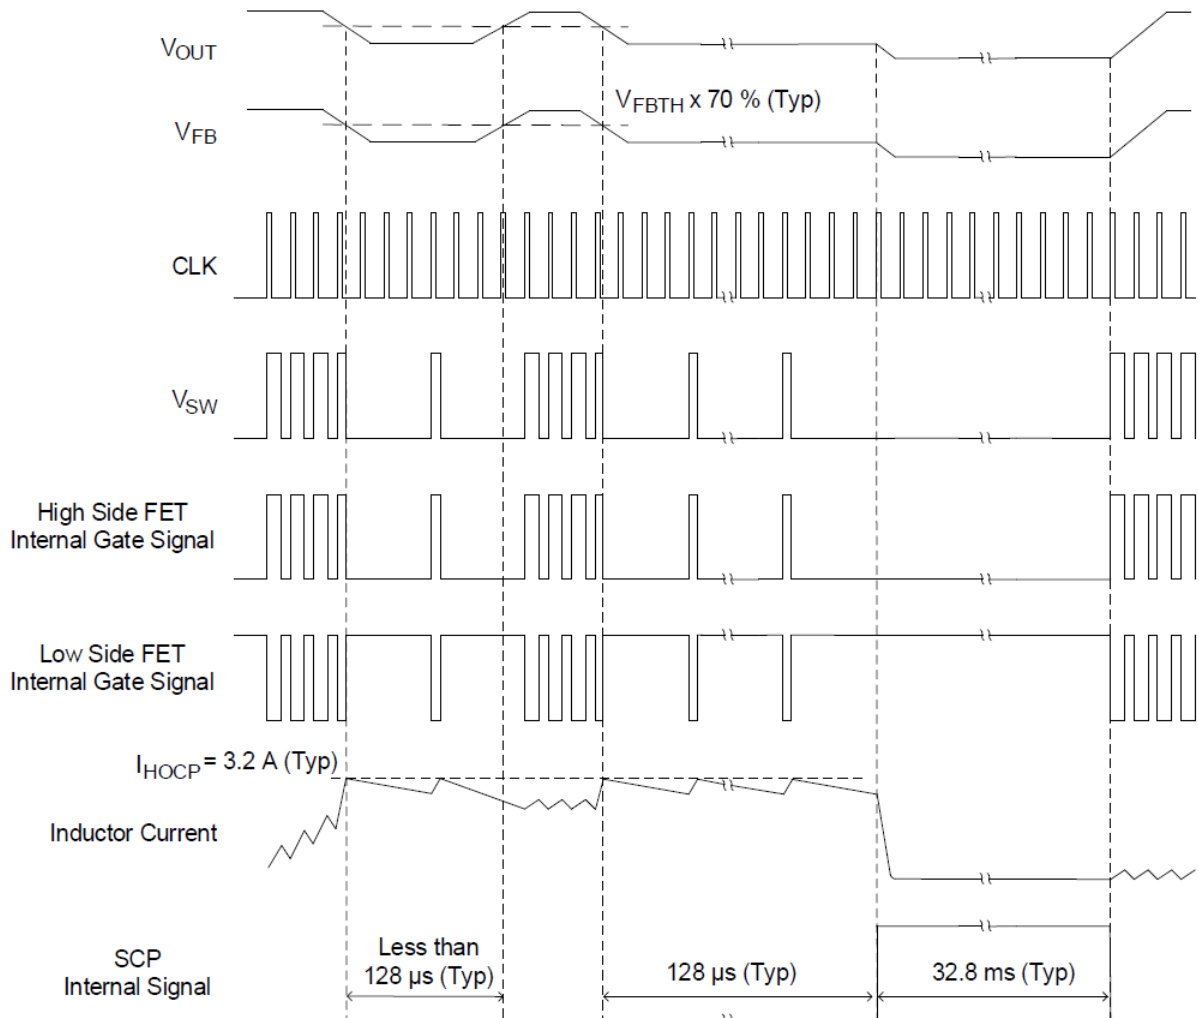 VOUT
VFBTH x 70 % (Typ)
VFB
CLK
VSW
High Side FET
Internal Gate Signal
Low Side FET
Internal Gate Signal
IHOCP = 3.2 A (Typ)
Inductor Current
SCP
Internal Signal
Less than
128 µs (Typ)
128 µs (Typ)
32.8 ms (Typ)